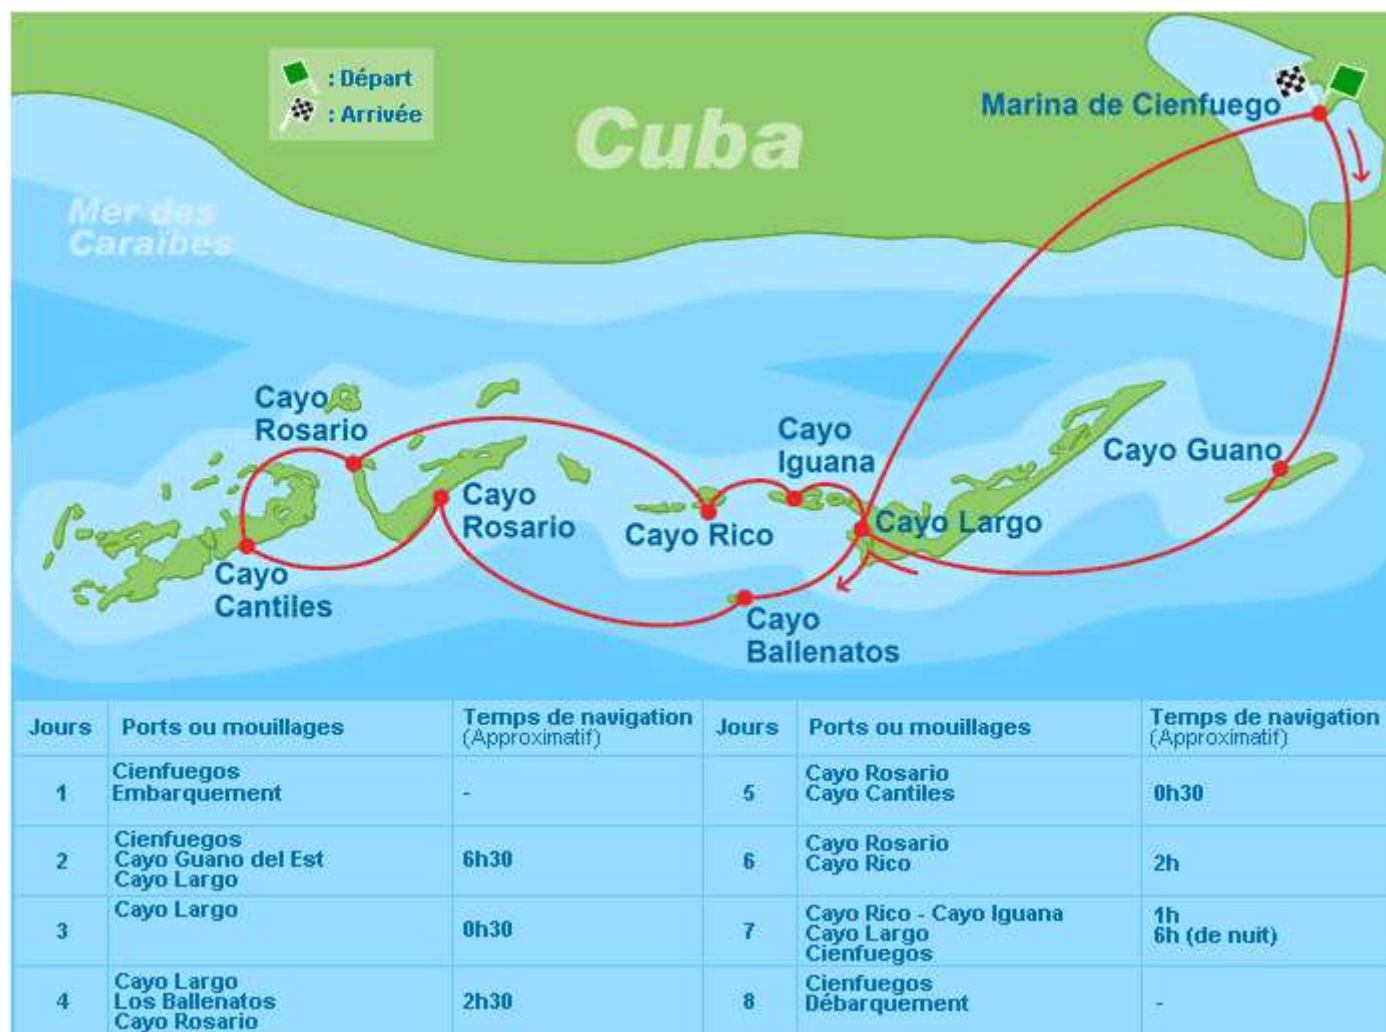 : Départ
: Arrivée
Cuba
Marina de Cienfuego
Mer des
Caraïbes
Cayo
Rosario
Cayo
Iguana
Cayo Guano
Cayo
Rosario
Cayo Rico
Cayo Largo
Cayo
Cantiles
Cayo
Ballenatos
Jours
Ports ou mouillages
Temps de navigation
(Approximatif)
Jours
Ports ou mouillages
Temps de navigation
(Approximatif)
1
Cienfuegos
Embarquement
-
5
Cayo Rosario
Cayo Cantiles
0h30
2
Cienfuegos
Cayo Guano del Est
Cayo Largo
6h30
6
Cayo Rosario
Cayo Rico
2h
3
Cayo Largo
0h30
7
Cayo Rico - Cayo Iguana
Cayo Largo
Cienfuegos
1h
6h (de nuit)
4
Cayo Largo
Los Ballenatos
Cayo Rosario
2h30
8
Cienfuegos
Débarquement
-